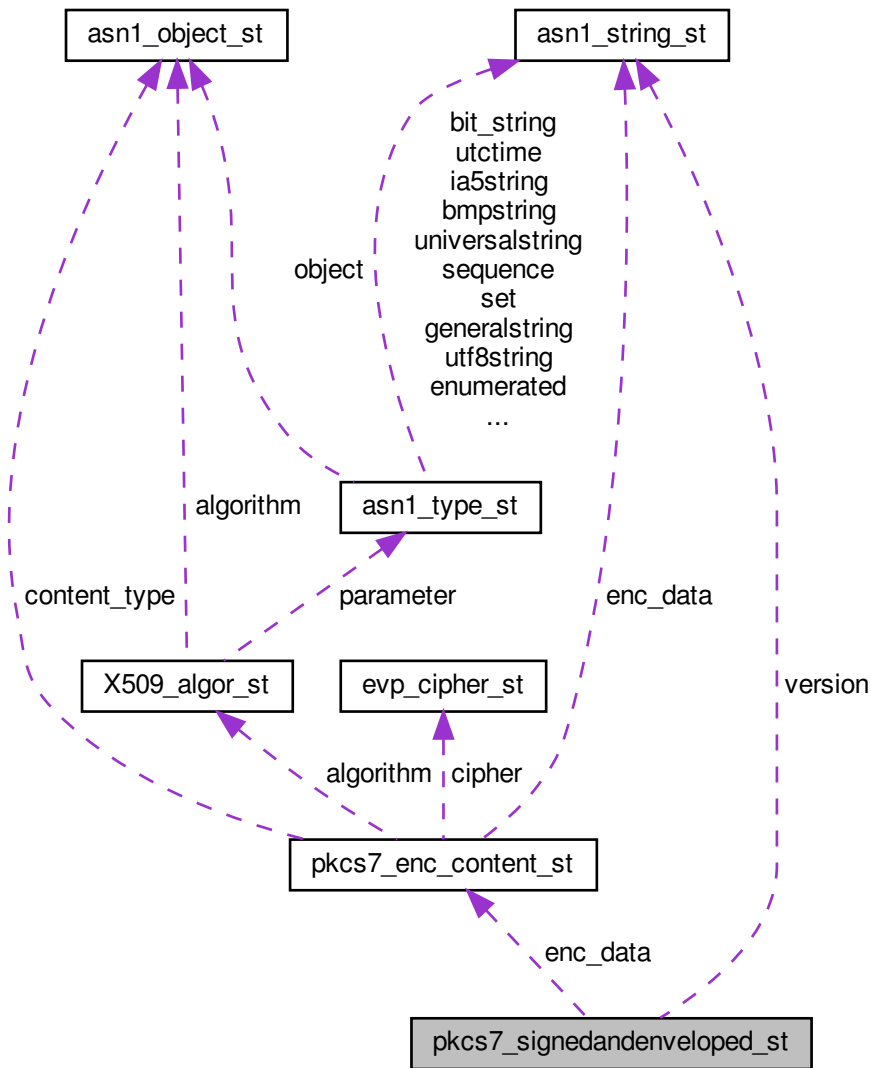 asn1_object_st
asn1_string_st
bit_string
utctime
ia5string
bmpstring
universalstring
sequence
set
generalstring
utf8string
enumerated
...
object
asn1_type_st
algorithm
content_type
parameter
enc_data
X509_algor_st
evp_cipher_st
version
algorithm
cipher
pkcs7_enc_content_st
enc_data
pkcs7_signedandenveloped_st